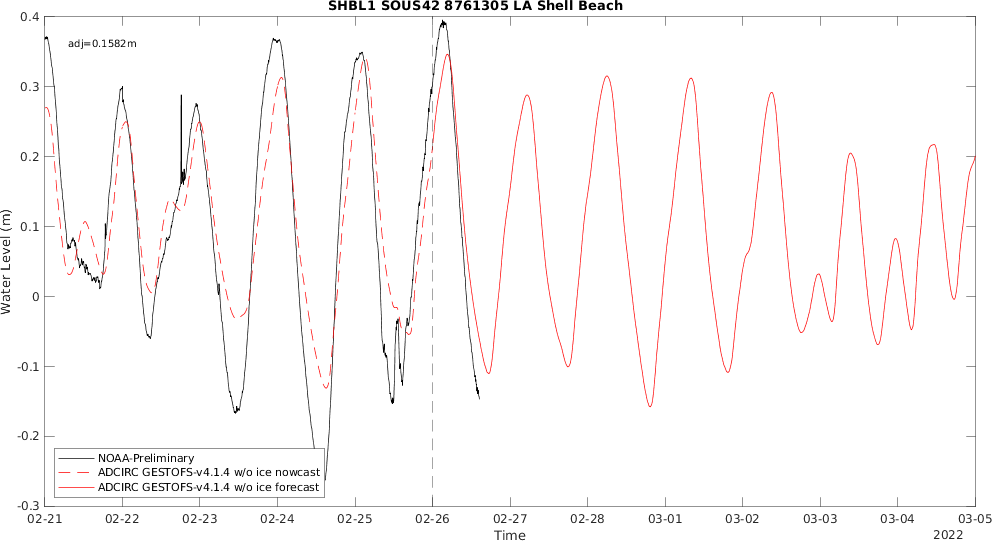 SHBL1 SOUS42 8761305 LA Shell Beach
adj=0.1582m
0.4
0.3
0.2
0.1
0
-0.1
-0.2
-0.3
Water Level (m)
NOAA-Preliminary
ADCIRC GESTOFS-v4.1.4 w/o ice nowcast
ADCIRC GESTOFS-v4.1.4 w/o ice forecast
02-21 02-22 02-23 02-24 02-25 02-26 02-27 02-28 03-01 03-02 03-03 03-04 03-05
Time
2022